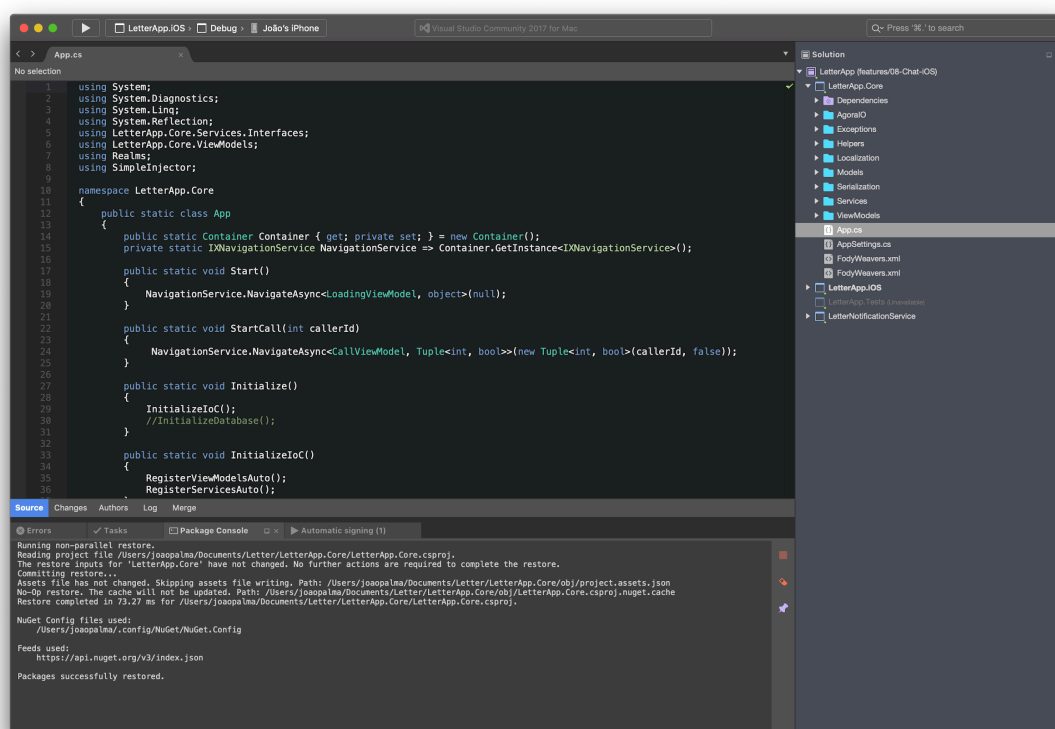 LetterApp.iOS › Debug › João's iPhone
Visual Studio Community 2017 for Mac
Press '⌘.' to search
App.cs
No selection
1 using System;
2 using System.Diagnostics;
3 using System.Linq;
4 using System.Reflection;
5 using LetterApp.Core.Services.Interfaces;
6 using LetterApp.Core.ViewModels;
7 using Realms;
8 using SimpleInjector;
9
10 namespace LetterApp.Core
11 {
12 public static class App
13 {
14 public static Container Container { get; private set; } = new Container();
15 private static IXNavigationService NavigationService => Container.GetInstance<IXNavigationService>();
16
17 public static void Start()
18 {
19 NavigationService.NavigateAsync<LoadingViewModel, object>(null);
20 }
21
22 public static void StartCall(int callerId)
23 {
24 NavigationService.NavigateAsync<CallViewModel, Tuple<int, bool>>(new Tuple<int, bool>(callerId, false));
25 }
26
27 public static void Initialize()
28 {
29 InitializeIoC();
30 //InitializeDatabase();
31 }
32
33 public static void InitializeIoC()
34 {
35 RegisterViewModelsAuto();
36 RegisterServicesAuto();
Source Changes Authors Log Merge
Errors Tasks Package Console Automatic signing (1)
Running non-parallel restore.
Reading project file /Users/joaopalma/Documents/Letter/LetterApp.Core/LetterApp.Core.csproj.
The restore inputs for 'LetterApp.Core' have not changed. No further actions are required to complete the restore.
Committing restore...
Assets file has not changed. Skipping assets file writing. Path: /Users/joaopalma/Documents/Letter/LetterApp.Core/obj/project.assets.json
No-Op restore. The cache will not be updated. Path: /Users/joaopalma/Documents/Letter/LetterApp.Core/obj/LetterApp.Core.csproj.nuget.cache
Restore completed in 73.27 ms for /Users/joaopalma/Documents/Letter/LetterApp.Core/LetterApp.Core.csproj.
NuGet Config files used:
/Users/joaopalma/.config/NuGet/NuGet.Config
Feeds used:
https://api.nuget.org/v3/index.json
Packages successfully restored.
Solution
LetterApp (features/08-Chat-iOS)
LetterApp.Core
Dependencies
AgoraIO
Exceptions
Helpers
Localization
Models
Serialization
Services
ViewModels
App.cs
AppSettings.cs
FodyWeavers.xml
FodyWeavers.xml
LetterApp.iOS
LetterApp.Tests (Unavailable)
LetterNotificationService